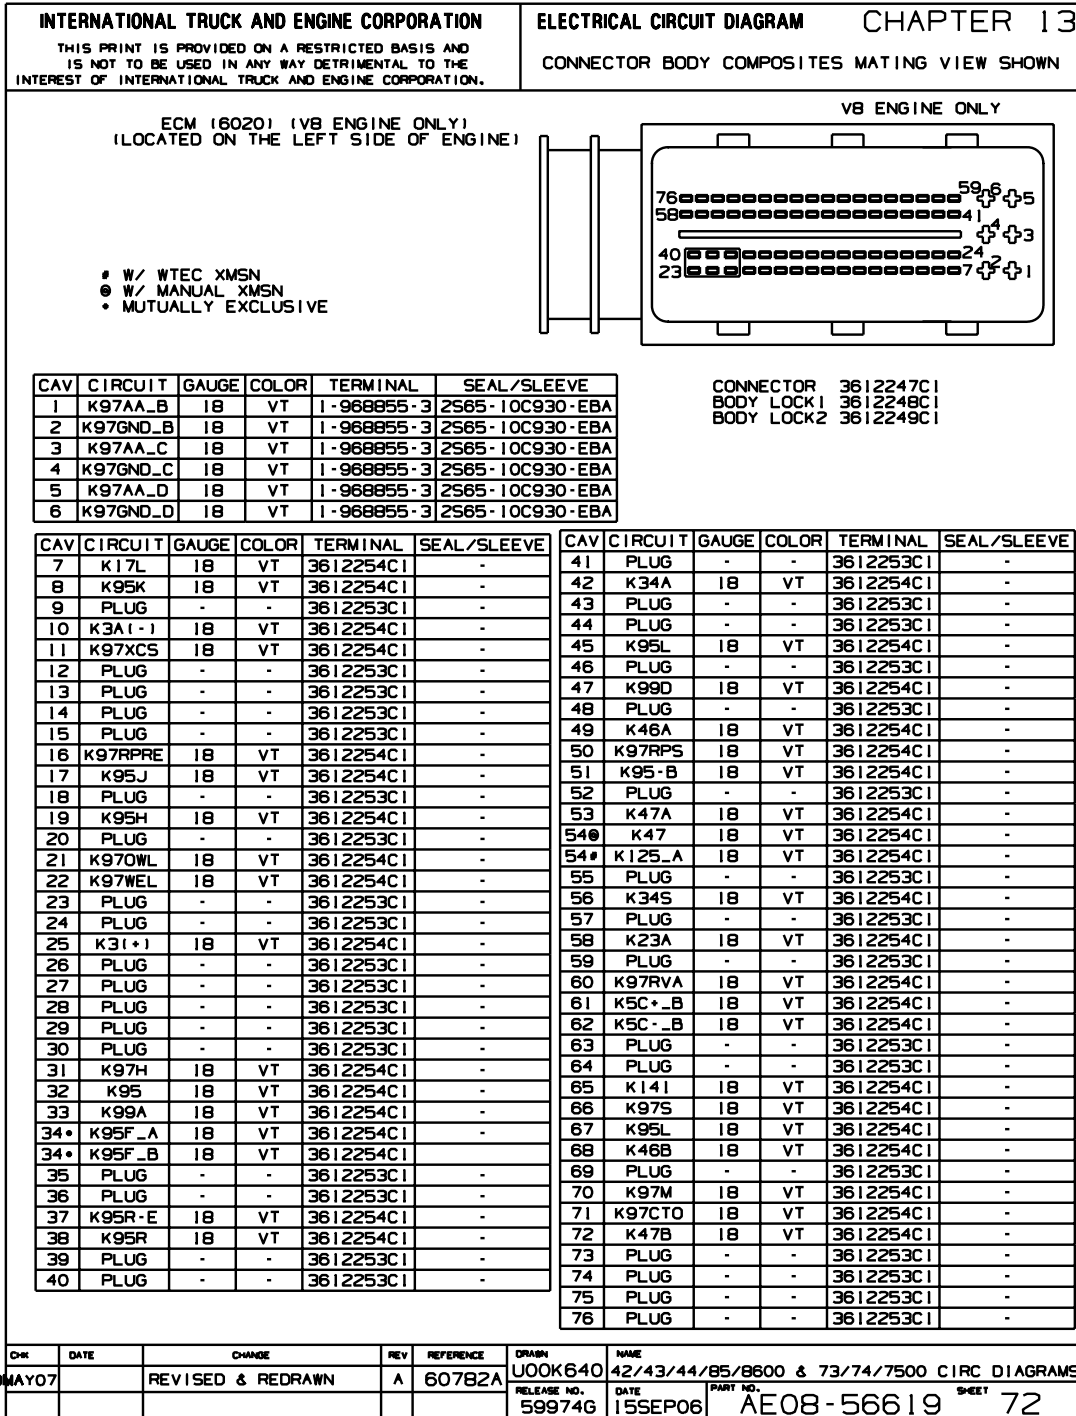 INTERNATIONAL TRUCK AND ENGINE CORPORATION
THIS PRINT IS PROVIDED ON A RESTRICTED BASIS AND
IS NOT TO BE USED IN ANY WAY DETRIMENTAL TO THE
INTEREST OF INTERNATIONAL TRUCK AND ENGINE CORPORATION.
ELECTRICAL CIRCUIT DIAGRAM CHAPTER 13
CONNECTOR BODY COMPOSITES MATING VIEW SHOWN
ECM (6020) (V8 ENGINE ONLY)
(LOCATED ON THE LEFT SIDE OF ENGINE)
V8 ENGINE ONLY
76 59 6 5
58 41 4 3
40 24 2
23 7 1
# W/ WTEC XMSN
@ W/ MANUAL XMSN
* MUTUALLY EXCLUSIVE
CONNECTOR 3612247C1
BODY LOCK1 3612248C1
BODY LOCK2 3612249C1
CAV CIRCUIT GAUGE COLOR TERMINAL SEAL/SLEEVE
1 K97AA_B 18 VT 1-968855-3 2S65-10C930-EBA
2 K97GND_B 18 VT 1-968855-3 2S65-10C930-EBA
3 K97AA_C 18 VT 1-968855-3 2S65-10C930-EBA
4 K97GND_C 18 VT 1-968855-3 2S65-10C930-EBA
5 K97AA_D 18 VT 1-968855-3 2S65-10C930-EBA
6 K97GND_D 18 VT 1-968855-3 2S65-10C930-EBA
CAV CIRCUIT GAUGE COLOR TERMINAL SEAL/SLEEVE
7 K17L 18 VT 3612254C1 -
8 K95K 18 VT 3612254C1 -
9 PLUG - - 3612253C1 -
10 K3A(-) 18 VT 3612254C1 -
11 K97XCS 18 VT 3612254C1 -
12 PLUG - - 3612253C1 -
13 PLUG - - 3612253C1 -
14 PLUG - - 3612253C1 -
15 PLUG - - 3612253C1 -
16 K97RPRE 18 VT 3612254C1 -
17 K95J 18 VT 3612254C1 -
18 PLUG - - 3612253C1 -
19 K95H 18 VT 3612254C1 -
20 PLUG - - 3612253C1 -
21 K97OWL 18 VT 3612254C1 -
22 K97WEL 18 VT 3612254C1 -
23 PLUG - - 3612253C1 -
24 PLUG - - 3612253C1 -
25 K3(+) 18 VT 3612254C1 -
26 PLUG - - 3612253C1 -
27 PLUG - - 3612253C1 -
28 PLUG - - 3612253C1 -
29 PLUG - - 3612253C1 -
30 PLUG - - 3612253C1 -
31 K97H 18 VT 3612254C1 -
32 K95 18 VT 3612254C1 -
33 K99A 18 VT 3612254C1 -
34* K95F_A 18 VT 3612254C1 -
34* K95F_B 18 VT 3612254C1 -
35 PLUG - - 3612253C1 -
36 PLUG - - 3612253C1 -
37 K95R-E 18 VT 3612254C1 -
38 K95R 18 VT 3612254C1 -
39 PLUG - - 3612253C1 -
40 PLUG - - 3612253C1 -
CAV CIRCUIT GAUGE COLOR TERMINAL SEAL/SLEEVE
41 PLUG - - 3612253C1 -
42 K34A 18 VT 3612254C1 -
43 PLUG - - 3612253C1 -
44 PLUG - - 3612253C1 -
45 K95L 18 VT 3612254C1 -
46 PLUG - - 3612253C1 -
47 K99D 18 VT 3612254C1 -
48 PLUG - - 3612253C1 -
49 K46A 18 VT 3612254C1 -
50 K97RPS 18 VT 3612254C1 -
51 K95-B 18 VT 3612254C1 -
52 PLUG - - 3612253C1 -
53 K47A 18 VT 3612254C1 -
54@ K47 18 VT 3612254C1 -
54# K125_A 18 VT 3612254C1 -
55 PLUG - - 3612253C1 -
56 K34S 18 VT 3612254C1 -
57 PLUG - - 3612253C1 -
58 K23A 18 VT 3612254C1 -
59 PLUG - - 3612253C1 -
60 K97RVA 18 VT 3612254C1 -
61 K5C+_B 18 VT 3612254C1 -
62 K5C-_B 18 VT 3612254C1 -
63 PLUG - - 3612253C1 -
64 PLUG - - 3612253C1 -
65 K141 18 VT 3612254C1 -
66 K97S 18 VT 3612254C1 -
67 K95L 18 VT 3612254C1 -
68 K46B 18 VT 3612254C1 -
69 PLUG - - 3612253C1 -
70 K97M 18 VT 3612254C1 -
71 K97CTO 18 VT 3612254C1 -
72 K47B 18 VT 3612254C1 -
73 PLUG - - 3612253C1 -
74 PLUG - - 3612253C1 -
75 PLUG - - 3612253C1 -
76 PLUG - - 3612253C1 -
CHK DATE CHANGE REV REFERENCE DRAWN NAME
MAY07 REVISED & REDRAWN A 60782A U00K640 42/43/44/85/8600 & 73/74/7500 CIRC DIAGRAMS
RELEASE NO. DATE PART NO. SHEET
59974G 15SEP06 AE08-56619 72